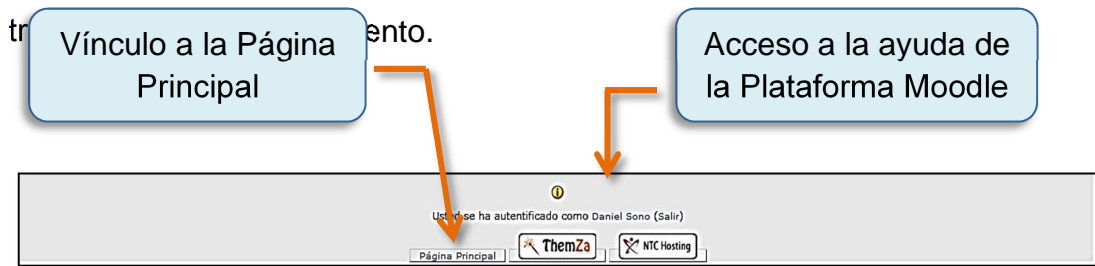 ento.
Vínculo a la Página
Principal
Acceso a la ayuda de
la Plataforma Moodle
Usted se ha autentificado como Daniel Sono (Salir)
Página Principal
ThemZa
NTC Hosting